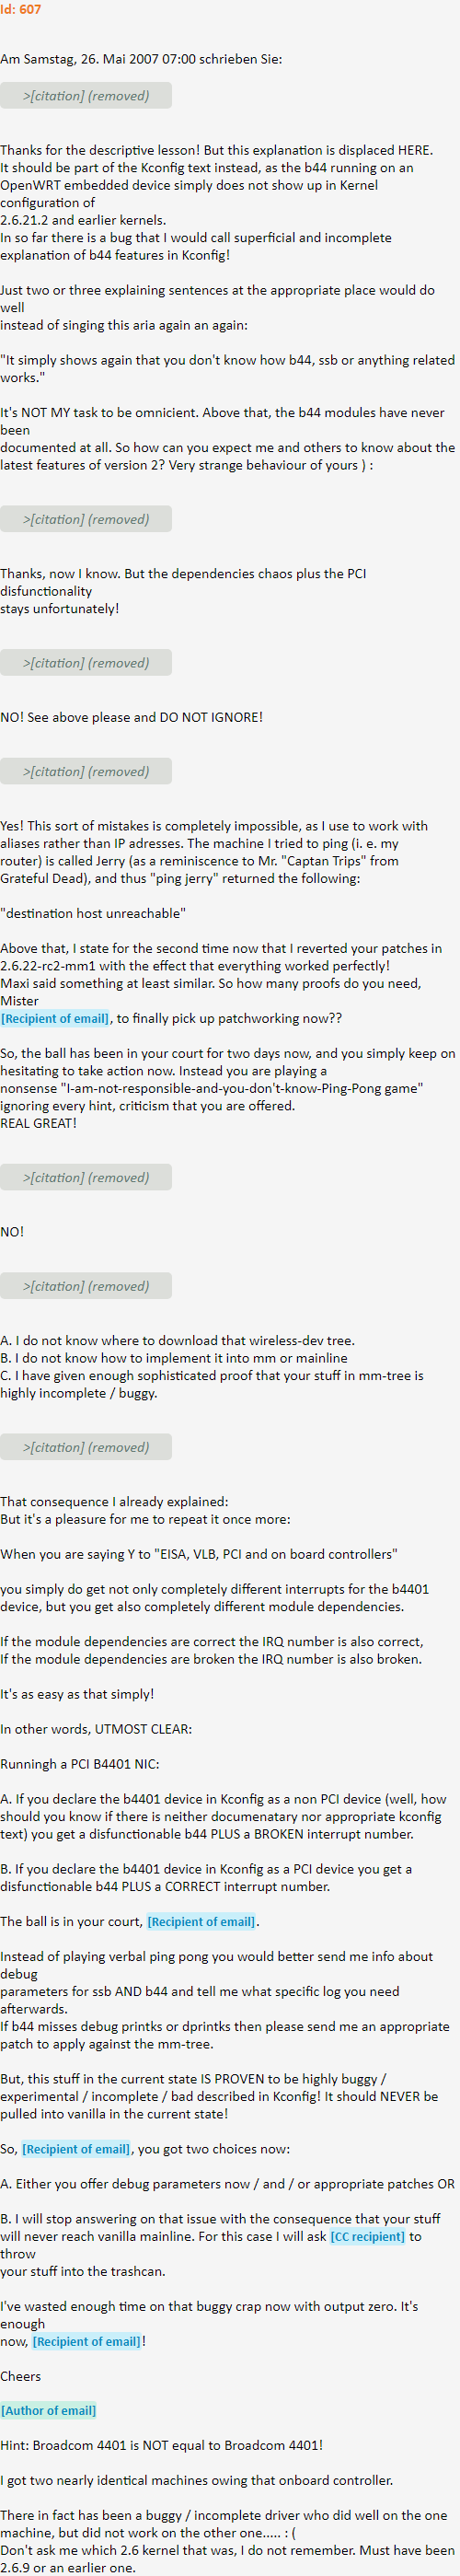 Id: 607
Am Samstag, 26. Mai 2007 07:00 schrieben Sie:
>[citation] (removed)
Thanks for the descriptive lesson! But this explanation is displaced HERE.
It should be part of the Kconfig text instead, as the b44 running on an
OpenWRT embedded device simply does not show up in Kernel
configuration of
2.6.21.2 and earlier kernels.
In so far there is a bug that I would call superficial and incomplete
explanation of b44 features in Kconfig!
Just two or three explaining sentences at the appropriate place would do
well
instead of singing this aria again an again:
"It simply shows again that you don't know how b44, ssb or anything related
works."
It's NOT MY task to be omnicient. Above that, the b44 modules have never
been
documented at all. So how can you expect me and others to know about the
latest features of version 2? Very strange behaviour of yours ) :
>[citation] (removed)
Thanks, now I know. But the dependencies chaos plus the PCI
disfunctionality
stays unfortunately!
>[citation] (removed)
NO! See above please and DO NOT IGNORE!
>[citation] (removed)
Yes! This sort of mistakes is completely impossible, as I use to work with
aliases rather than IP adresses. The machine I tried to ping (i. e. my
router) is called Jerry (as a reminiscence to Mr. "Captan Trips" from
Grateful Dead), and thus "ping jerry" returned the following:
"destination host unreachable"
Above that, I state for the second time now that I reverted your patches in
2.6.22-rc2-mm1 with the effect that everything worked perfectly!
Maxi said something at least similar. So how many proofs do you need,
Mister
[Recipient of email], to finally pick up patchworking now??
So, the ball has been in your court for two days now, and you simply keep on
hesitating to take action now. Instead you are playing a
nonsense "I-am-not-responsible-and-you-don't-know-Ping-Pong game"
ignoring every hint, criticism that you are offered.
REAL GREAT!
>[citation] (removed)
NO!
>[citation] (removed)
A. I do not know where to download that wireless-dev tree.
B. I do not know how to implement it into mm or mainline
C. I have given enough sophisticated proof that your stuff in mm-tree is
highly incomplete / buggy.
>[citation] (removed)
That consequence I already explained:
But it's a pleasure for me to repeat it once more:
When you are saying Y to "EISA, VLB, PCI and on board controllers"
you simply do get not only completely different interrupts for the b4401
device, but you get also completely different module dependencies.
If the module dependencies are correct the IRQ number is also correct,
If the module dependencies are broken the IRQ number is also broken.
It's as easy as that simply!
In other words, UTMOST CLEAR:
Runningh a PCI B4401 NIC:
A. If you declare the b4401 device in Kconfig as a non PCI device (well, how
should you know if there is neither documenatary nor appropriate kconfig
text) you get a disfunctionable b44 PLUS a BROKEN interrupt number.
B. If you declare the b4401 device in Kconfig as a PCI device you get a
disfunctionable b44 PLUS a CORRECT interrupt number.
The ball is in your court, [Recipient of email].
Instead of playing verbal ping pong you would better send me info about
debug
parameters for ssb AND b44 and tell me what specific log you need
afterwards.
If b44 misses debug printks or dprintks then please send me an appropriate
patch to apply against the mm-tree.
But, this stuff in the current state IS PROVEN to be highly buggy /
experimental / incomplete / bad described in Kconfig! It should NEVER be
pulled into vanilla in the current state!
So, [Recipient of email], you got two choices now:
A. Either you offer debug parameters now / and / or appropriate patches OR
B. I will stop answering on that issue with the consequence that your stuff
will never reach vanilla mainline. For this case I will ask [CC recipient] to
throw
your stuff into the trashcan.
I've wasted enough time on that buggy crap now with output zero. It's
enough
now, [Recipient of email]!
Cheers
[Author of email]
Hint: Broadcom 4401 is NOT equal to Broadcom 4401!
I got two nearly identical machines owing that onboard controller.
There in fact has been a buggy / incomplete driver who did well on the one
machine, but did not work on the other one..... : (
Don't ask me which 2.6 kernel that was, I do not remember. Must have been
2.6.9 or an earlier one.